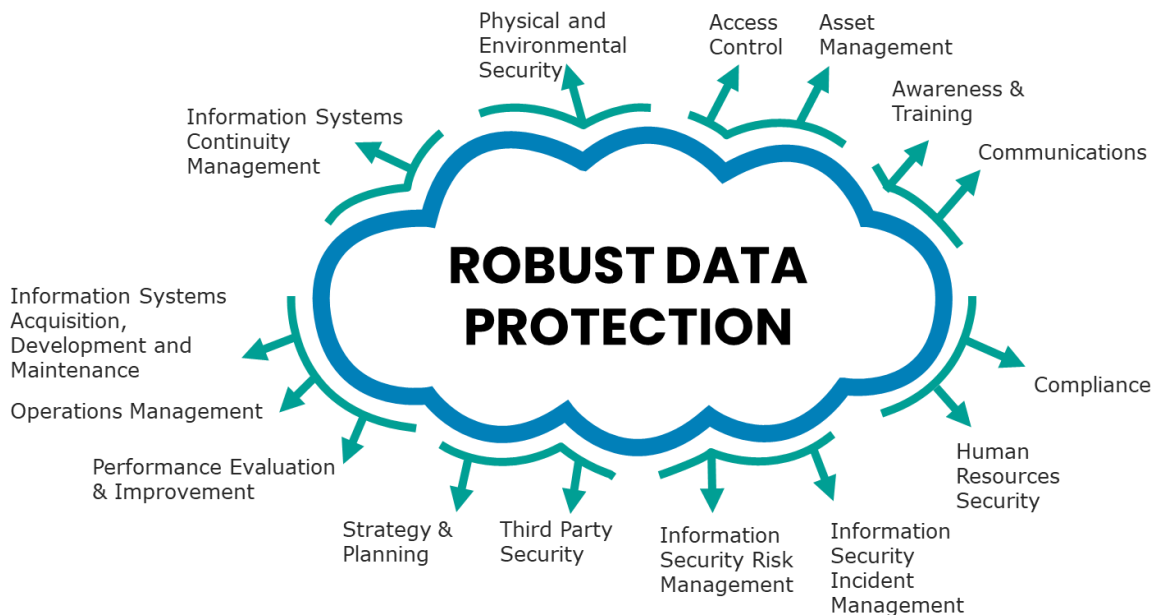 Physical and
Environmental
Security
Access
Control
Asset
Management
Awareness &
Training
Communications
Information Systems
Continuity
Management
ROBUST DATA
PROTECTION
Information Systems
Acquisition,
Development and
Maintenance
Operations Management
Performance Evaluation
& Improvement
Strategy &
Planning
Third Party
Security
Information
Security Risk
Management
Information
Security
Incident
Management
Human
Resources
Security
Compliance